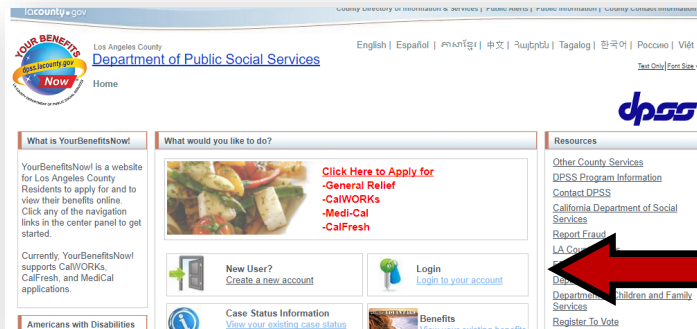 lacounty.gov
County Directory of Information & Services | Public Alerts | Public Information | County Contact Information
YOUR BENEFITS
dpss.lacounty.gov
Now
Los Angeles County
Department of Public Social Services
Home
English | Español | ភាសាខ្មែរ | 中文 | Հայերեն | Tagalog | 한국어 | Россию | Việt
Text Only | Font Size
dpss
What is YourBenefitsNow!
YourBenefitsNow! is a website
for Los Angeles County
Residents to apply for and to
view their benefits online.
Click any of the navigation
links in the center panel to get
started.
Currently, YourBenefitsNow!
supports CalWORKs,
CalFresh, and MediCal
applications.
Americans with Disabilities
What would you like to do?
Click Here to Apply for
-General Relief
-CalWORKs
-Medi-Cal
-CalFresh
New User?
Create a new account
Login
Login to your account
Case Status Information
View your existing case status
Benefits
View your existing benefits
Resources
Other County Services
DPSS Program Information
Contact DPSS
California Department of Social
Services
Report Fraud
LA
Children and Family
Services
Register To Vote